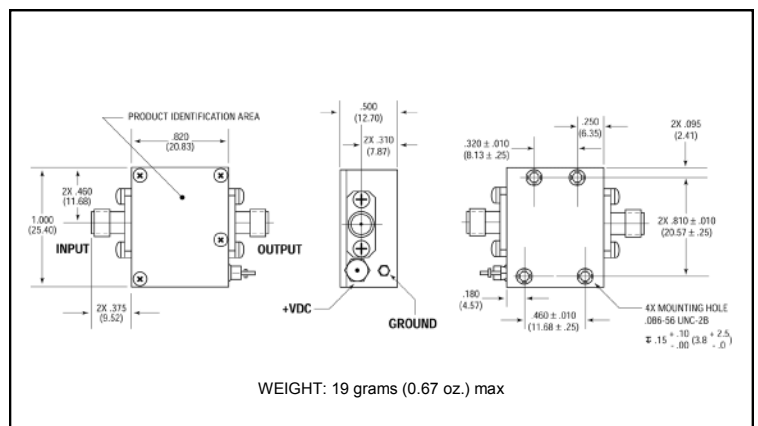 PRODUCT IDENTIFICATION AREA
.820
(20.83)
2X .460
(11.68)
1.000
(25.40)
INPUT
OUTPUT
2X .375
(9.52)
.500
(12.70)
2X .310
(7.87)
+VDC
GROUND
.250
(6.35)
.320 ± .010
(8.13 ± .25)
2X .095
(2.41)
2X .810 ± .010
(20.57 ± .25)
.180
(4.57)
.460 ± .010
(11.68 ± .25)
4X MOUNTING HOLE
.086-56 UNC-2B
↧ .15 + .10 - .00 (3.8 + 2.5 - .0)
WEIGHT: 19 grams (0.67 oz.) max